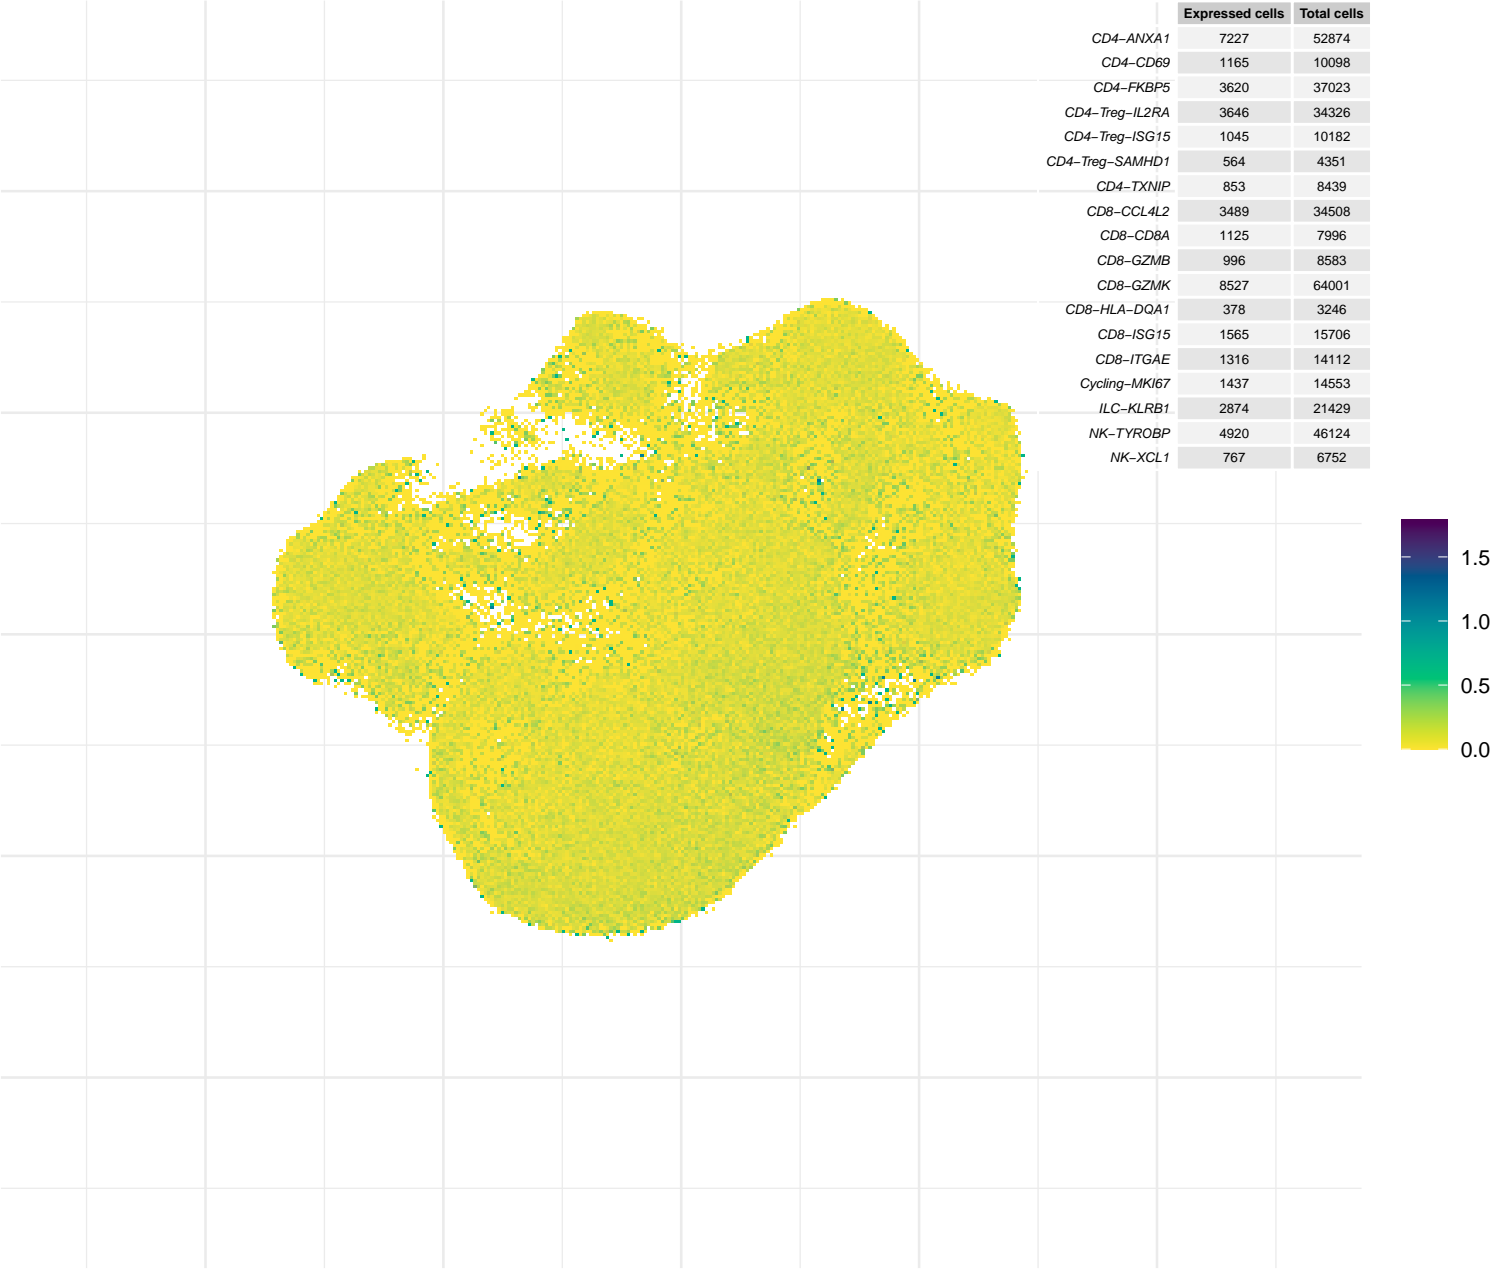 Expressed cells Total cells
CD4−ANXA1 7227 52874
CD4−CD69 1165 10098
CD4−FKBP5 3620 37023
CD4−Treg−IL2RA 3646 34326
CD4−Treg−ISG15 1045 10182
CD4−Treg−SAMHD1 564 4351
CD4−TXNIP 853 8439
CD8−CCL4L2 3489 34508
CD8−CD8A 1125 7996
CD8−GZMB 996 8583
CD8−GZMK 8527 64001
CD8−HLA−DQA1 378 3246
CD8−ISG15 1565 15706
CD8−ITGAE 1316 14112
Cycling−MKI67 1437 14553
ILC−KLRB1 2874 21429
NK−TYROBP 4920 46124
NK−XCL1 767 6752
1.5
1.0
0.5
0.0